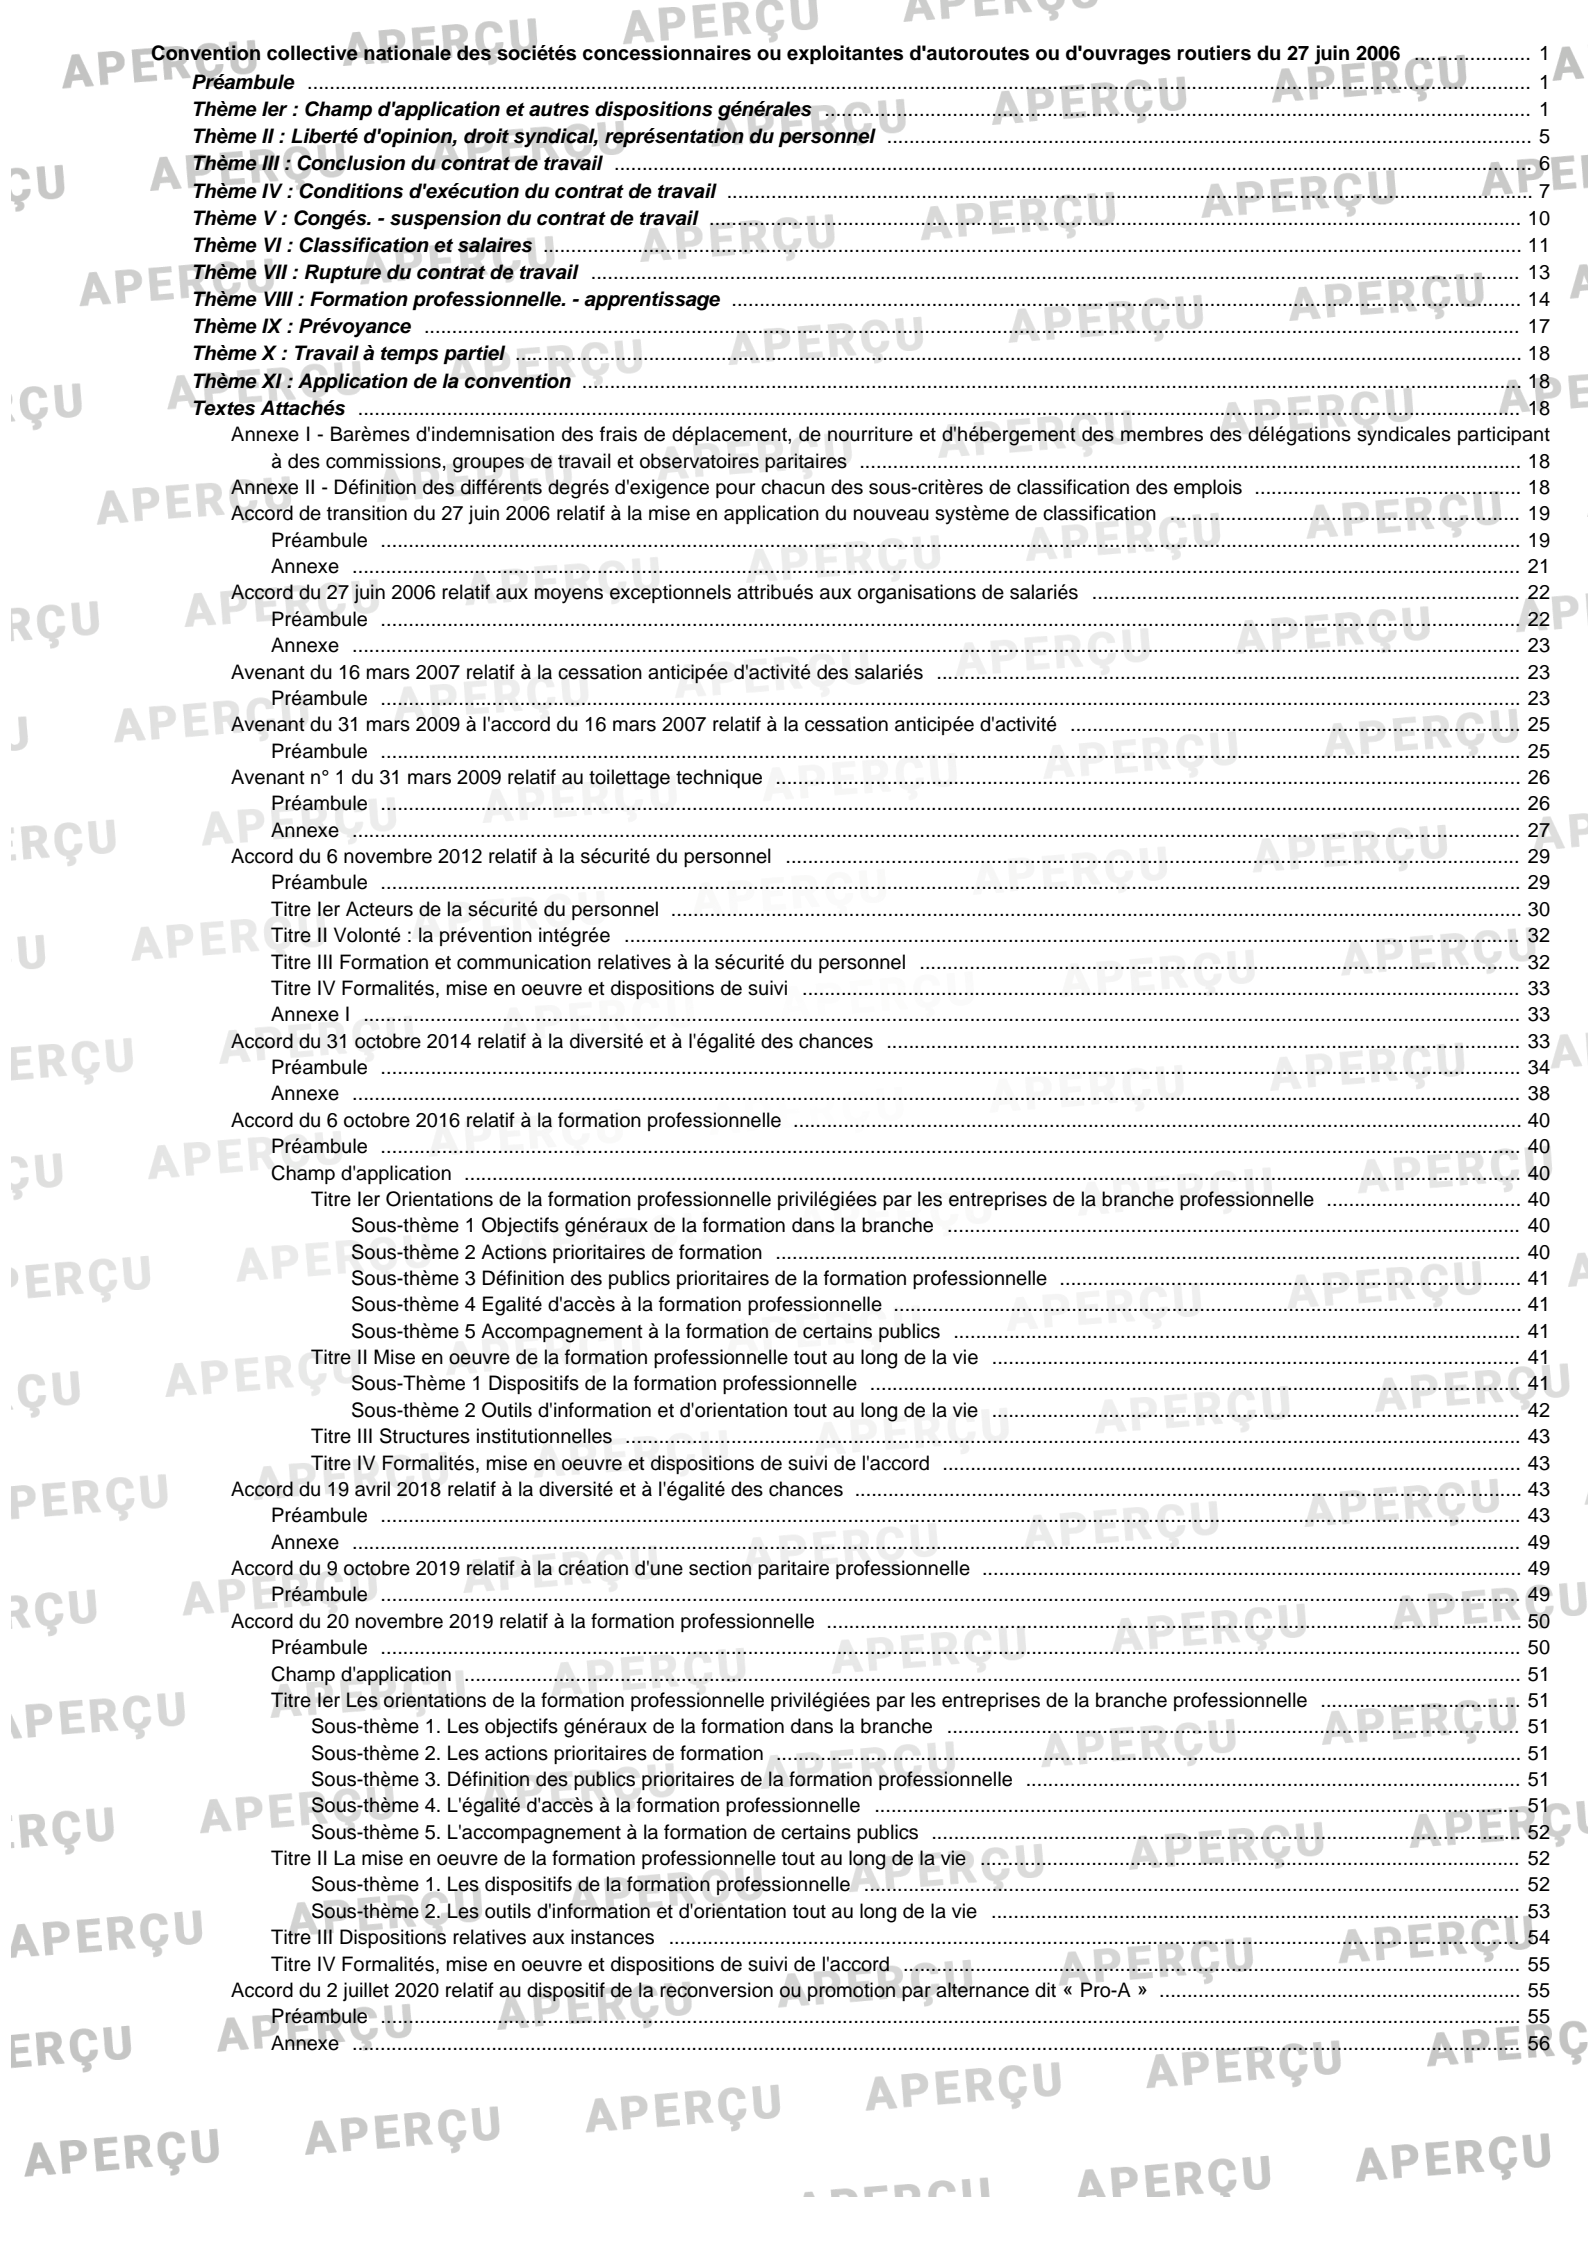 Convention collective nationale des sociétés concessionnaires ou exploitantes d'autoroutes ou d'ouvrages routiers du 27 juin 2006 ... 1
Préambule ... 1
Thème Ier : Champ d'application et autres dispositions générales ... 1
Thème II : Liberté d'opinion, droit syndical, représentation du personnel ... 5
Thème III : Conclusion du contrat de travail ... 6
Thème IV : Conditions d'exécution du contrat de travail ... 7
Thème V : Congés. - suspension du contrat de travail ... 10
Thème VI : Classification et salaires ... 11
Thème VII : Rupture du contrat de travail ... 13
Thème VIII : Formation professionnelle. - apprentissage ... 14
Thème IX : Prévoyance ... 17
Thème X : Travail à temps partiel ... 18
Thème XI : Application de la convention ... 18
Textes Attachés ... 18
Annexe I - Barèmes d'indemnisation des frais de déplacement, de nourriture et d'hébergement des membres des délégations syndicales participant
à des commissions, groupes de travail et observatoires paritaires ... 18
Annexe II - Définition des différents degrés d'exigence pour chacun des sous-critères de classification des emplois ... 18
Accord de transition du 27 juin 2006 relatif à la mise en application du nouveau système de classification ... 19
Préambule ... 19
Annexe ... 21
Accord du 27 juin 2006 relatif aux moyens exceptionnels attribués aux organisations de salariés ... 22
Préambule ... 22
Annexe ... 23
Avenant du 16 mars 2007 relatif à la cessation anticipée d'activité des salariés ... 23
Préambule ... 23
Avenant du 31 mars 2009 à l'accord du 16 mars 2007 relatif à la cessation anticipée d'activité ... 25
Préambule ... 25
Avenant n° 1 du 31 mars 2009 relatif au toilettage technique ... 26
Préambule ... 26
Annexe ... 27
Accord du 6 novembre 2012 relatif à la sécurité du personnel ... 29
Préambule ... 29
Titre Ier Acteurs de la sécurité du personnel ... 30
Titre II Volonté : la prévention intégrée ... 32
Titre III Formation et communication relatives à la sécurité du personnel ... 32
Titre IV Formalités, mise en oeuvre et dispositions de suivi ... 33
Annexe I ... 33
Accord du 31 octobre 2014 relatif à la diversité et à l'égalité des chances ... 33
Préambule ... 34
Annexe ... 38
Accord du 6 octobre 2016 relatif à la formation professionnelle ... 40
Préambule ... 40
Champ d'application ... 40
Titre Ier Orientations de la formation professionnelle privilégiées par les entreprises de la branche professionnelle ... 40
Sous-thème 1 Objectifs généraux de la formation dans la branche ... 40
Sous-thème 2 Actions prioritaires de formation ... 40
Sous-thème 3 Définition des publics prioritaires de la formation professionnelle ... 41
Sous-thème 4 Egalité d'accès à la formation professionnelle ... 41
Sous-thème 5 Accompagnement à la formation de certains publics ... 41
Titre II Mise en oeuvre de la formation professionnelle tout au long de la vie ... 41
Sous-Thème 1 Dispositifs de la formation professionnelle ... 41
Sous-thème 2 Outils d'information et d'orientation tout au long de la vie ... 42
Titre III Structures institutionnelles ... 43
Titre IV Formalités, mise en oeuvre et dispositions de suivi de l'accord ... 43
Accord du 19 avril 2018 relatif à la diversité et à l'égalité des chances ... 43
Préambule ... 43
Annexe ... 49
Accord du 9 octobre 2019 relatif à la création d'une section paritaire professionnelle ... 49
Préambule ... 49
Accord du 20 novembre 2019 relatif à la formation professionnelle ... 50
Préambule ... 50
Champ d'application ... 51
Titre Ier Les orientations de la formation professionnelle privilégiées par les entreprises de la branche professionnelle ... 51
Sous-thème 1. Les objectifs généraux de la formation dans la branche ... 51
Sous-thème 2. Les actions prioritaires de formation ... 51
Sous-thème 3. Définition des publics prioritaires de la formation professionnelle ... 51
Sous-thème 4. L'égalité d'accès à la formation professionnelle ... 51
Sous-thème 5. L'accompagnement à la formation de certains publics ... 52
Titre II La mise en oeuvre de la formation professionnelle tout au long de la vie ... 52
Sous-thème 1. Les dispositifs de la formation professionnelle ... 52
Sous-thème 2. Les outils d'information et d'orientation tout au long de la vie ... 53
Titre III Dispositions relatives aux instances ... 54
Titre IV Formalités, mise en oeuvre et dispositions de suivi de l'accord ... 55
Accord du 2 juillet 2020 relatif au dispositif de la reconversion ou promotion par alternance dit « Pro-A » ... 55
Préambule ... 55
Annexe ... 56
APERÇU